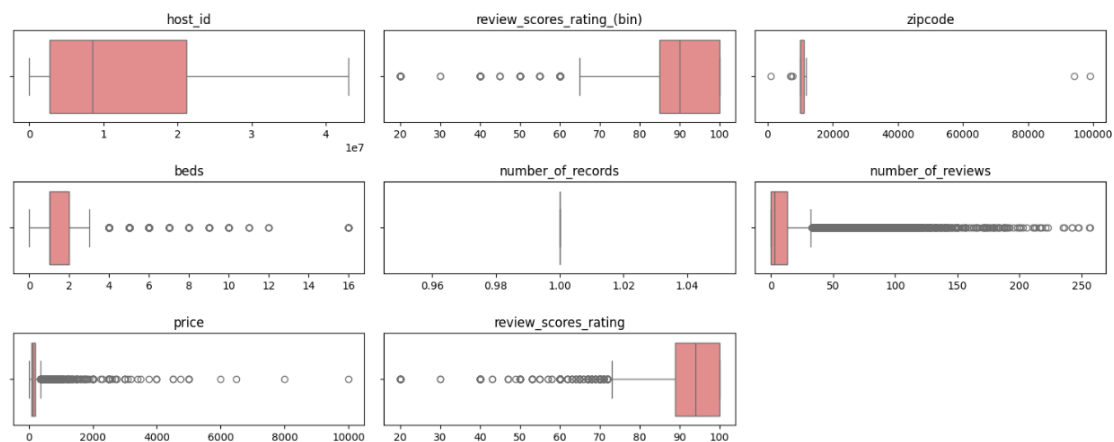 host_id
review_scores_rating_(bin)
zipcode
0 1 2 3 4
1e7
20 30 40 50 60 70 80 90 100
0 20000 40000 60000 80000 100000
beds
number_of_records
number_of_reviews
0 2 4 6 8 10 12 14 16
0.96 0.98 1.00 1.02 1.04
0 50 100 150 200 250
price
review_scores_rating
0 2000 4000 6000 8000 10000
20 30 40 50 60 70 80 90 100